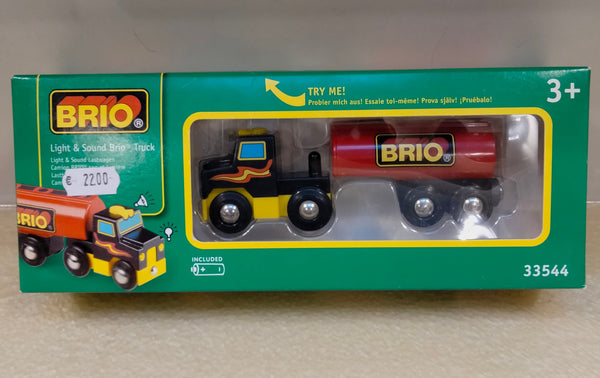 BRIO®
Light & Sound Brio® Truck
Light & Sound Lastwagen
€ 22.00
BRIO
TRY ME!
Probier mich aus! Essaie toi-même! Prova själv! ¡Pruébalo!
3+
BRIO®
INCLUDED
+ -
33544